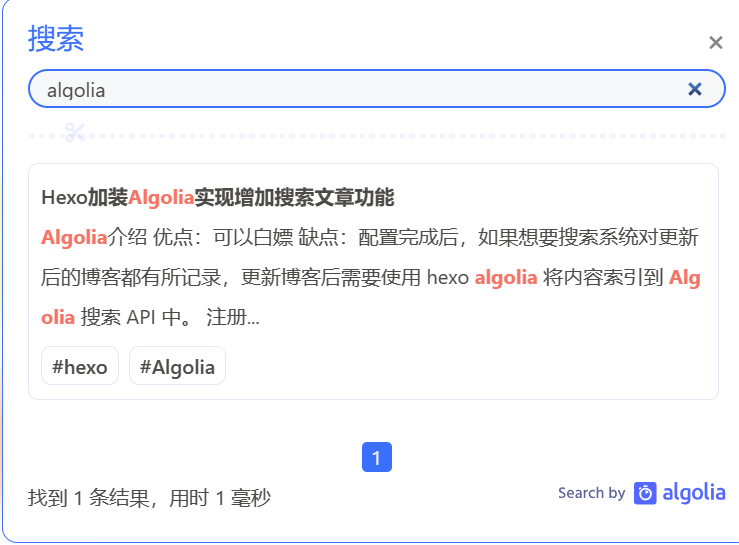 搜索
alqolia
Hexo加装Algolia实现增加搜索文章功能
Algolia介绍 优点：可以白嫖 缺点：配置完成后，如果想要搜索系统对更新
后的博客都有所记录，更新博客后需要使用 hexo algolia 将内容索引到 Alg
olia 搜索 API 中。 注册...
#hexo #Algolia
1
找到 1 条结果，用时 1 毫秒
Search by algolia